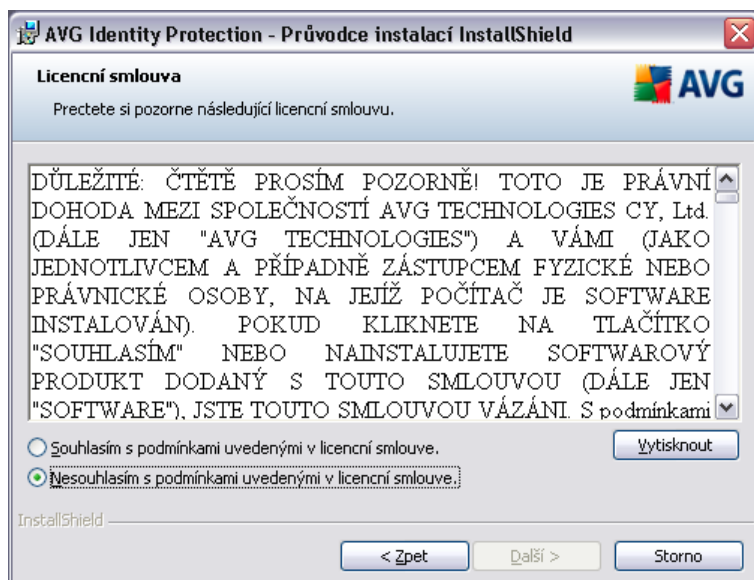 AVG Identity Protection - Průvodce instalací InstallShield
Licencní smlouva
Prectete si pozorne následující licencní smlouvu.
AVG
DŮLEŽITÉ: ČTĚTĚ PROSÍM POZORNĚ! TOTO JE PRÁVNÍ
DOHODA MEZI SPOLEČNOSTÍ AVG TECHNOLOGIES CY, Ltd.
(DÁLE JEN "AVG TECHNOLOGIES") A VÁMI (JAKO
JEDNOTLIVCEM A PŘÍPADNĚ ZÁSTUPCEM FYZICKÉ NEBO
PRÁVNICKÉ OSOBY, NA JEJÍŽ POČÍTAČ JE SOFTWARE
INSTALOVÁN). POKUD KLIKNETE NA TLAČÍTKO
"SOUHLASÍM" NEBO NAINSTALUJETE SOFTWAROVÝ
PRODUKT DODANÝ S TOUTO SMLOUVOU (DÁLE JEN
"SOFTWARE"), JSTE TOUTO SMLOUVOU VÁZÁNI. S podmínkami
Souhlasím s podmínkami uvedenými v licencní smlouve.
Vytisknout
Nesouhlasím s podmínkami uvedenými v licencní smlouve.
InstallShield
< Zpet
Další >
Storno